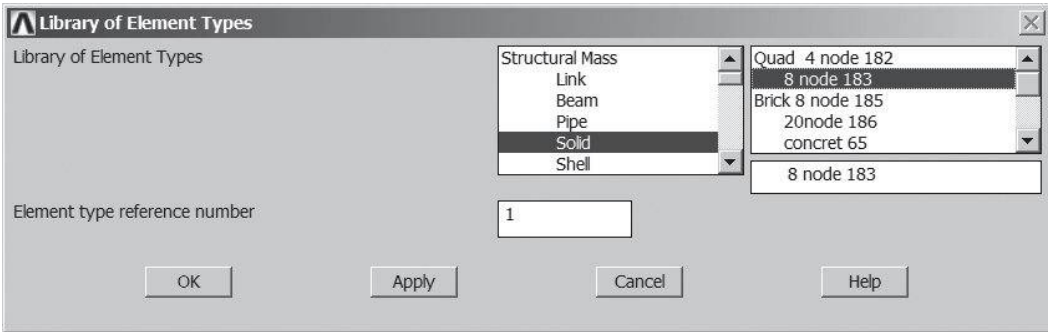 Library of Element Types
Library of Element Types
Structural Mass
Link
Beam
Pipe
Solid
Shell
Quad 4 node 182
8 node 183
Brick 8 node 185
20node 186
concret 65
8 node 183
Element type reference number
1
OK
Apply
Cancel
Help